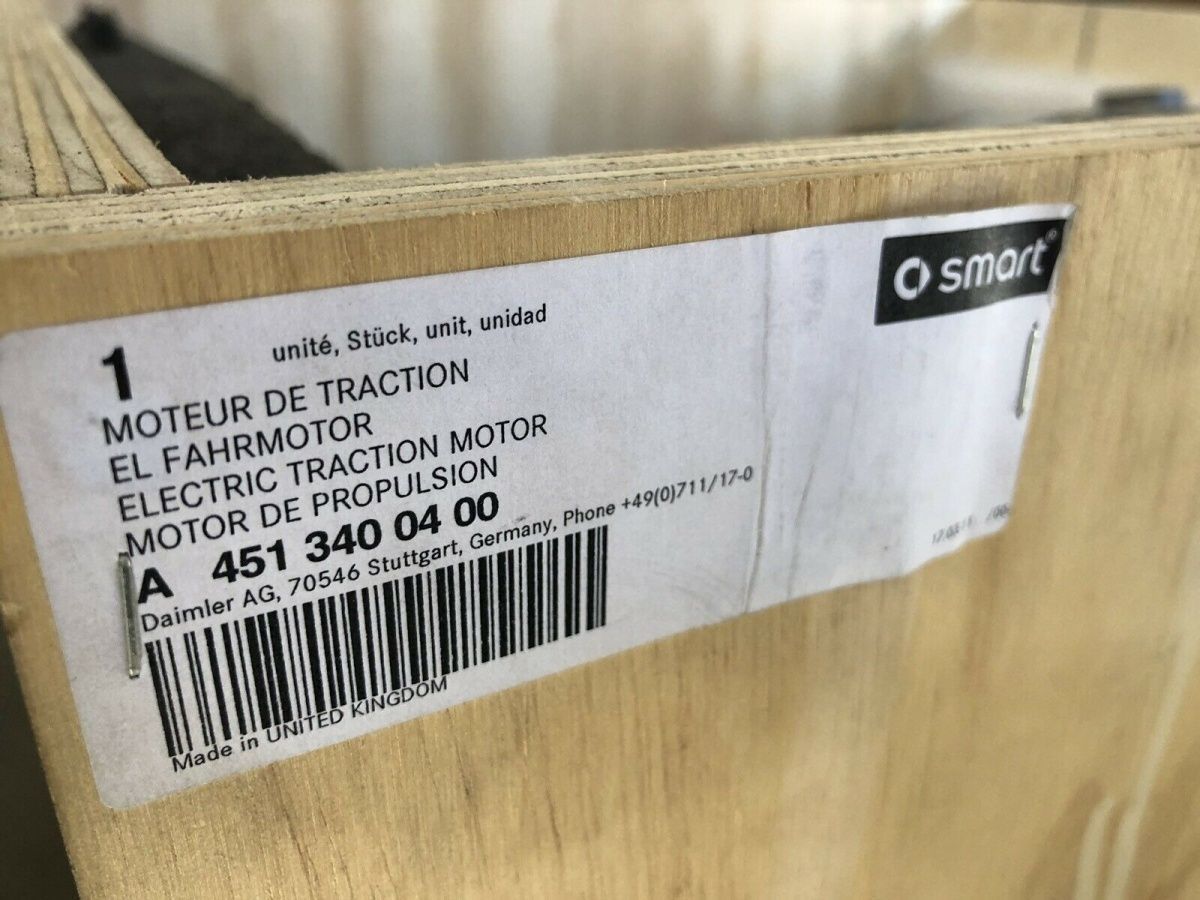 smart®
1 unité, Stück, unit, unidad
MOTEUR DE TRACTION
EL FAHRMOTOR
ELECTRIC TRACTION MOTOR
MOTOR DE PROPULSION
A 451 340 04 00
Daimler AG, 70546 Stuttgart, Germany, Phone +49(0)711/17-0
Made in UNITED KINGDOM